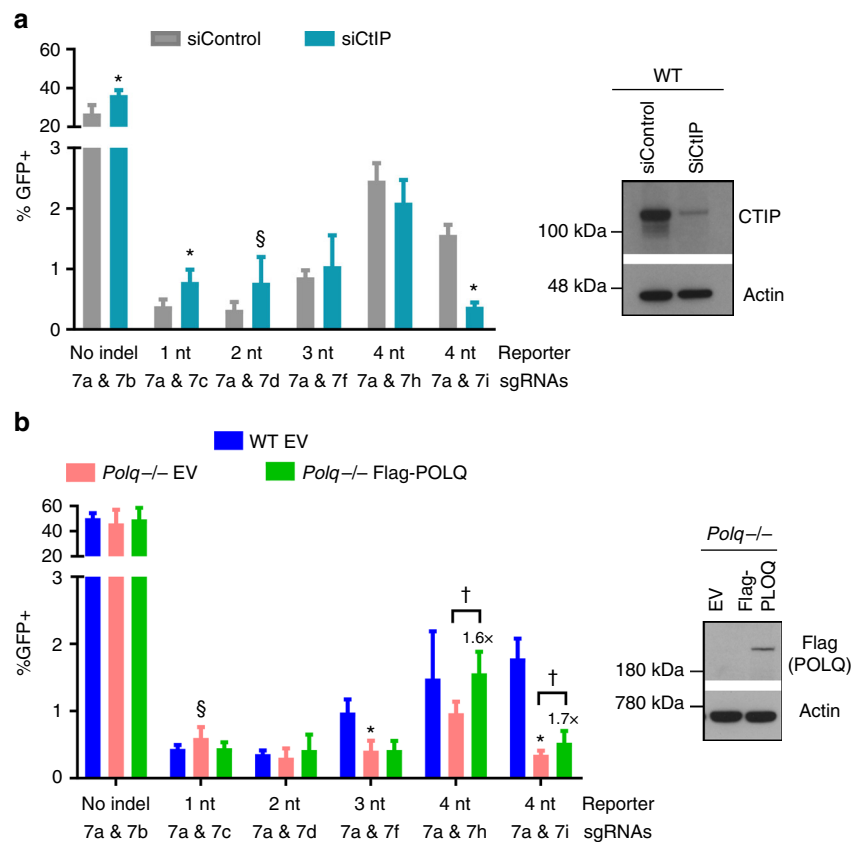 a
siControl siCtIP
60
40
20
3
2
1
0
% GFP+
*
*
§
*
No indel 1 nt 2 nt 3 nt 4 nt 4 nt Reporter
7a & 7b 7a & 7c 7a & 7d 7a & 7f 7a & 7h 7a & 7i sgRNAs
WT
siControl
SiCtIP
CTIP
100 kDa
48 kDa
Actin
b
WT EV
Polq−/− EV Polq−/− Flag-POLQ
60
40
20
3
2
1
0
%GFP+
§
*
†
1.6×
†
1.7×
*
No indel 1 nt 2 nt 3 nt 4 nt 4 nt Reporter
7a & 7b 7a & 7c 7a & 7d 7a & 7f 7a & 7h 7a & 7i sgRNAs
Polq−/−
EV
Flag-
PLOQ
Flag
(POLQ)
180 kDa
780 kDa
Actin